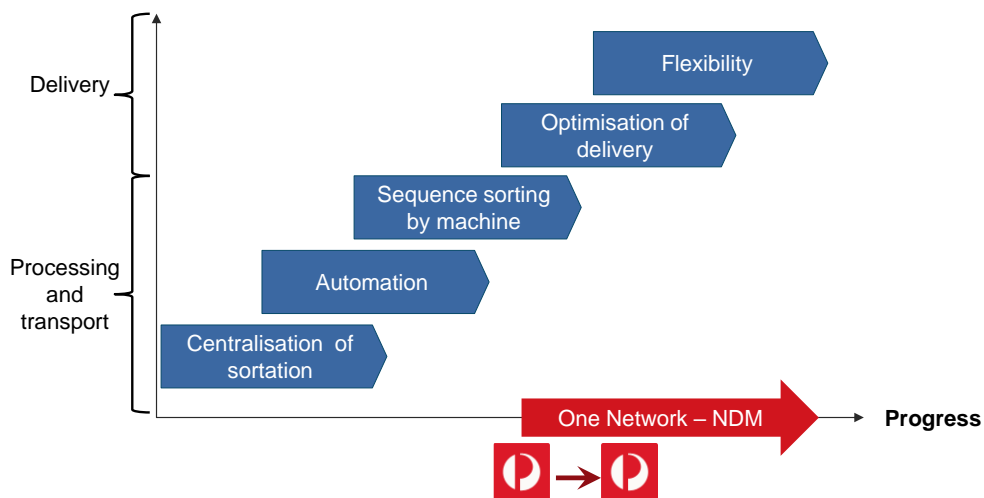 Delivery
Flexibility
Optimisation of
delivery
Sequence sorting
by machine
Processing
and
transport
Automation
Centralisation of
sortation
One Network – NDM
Progress